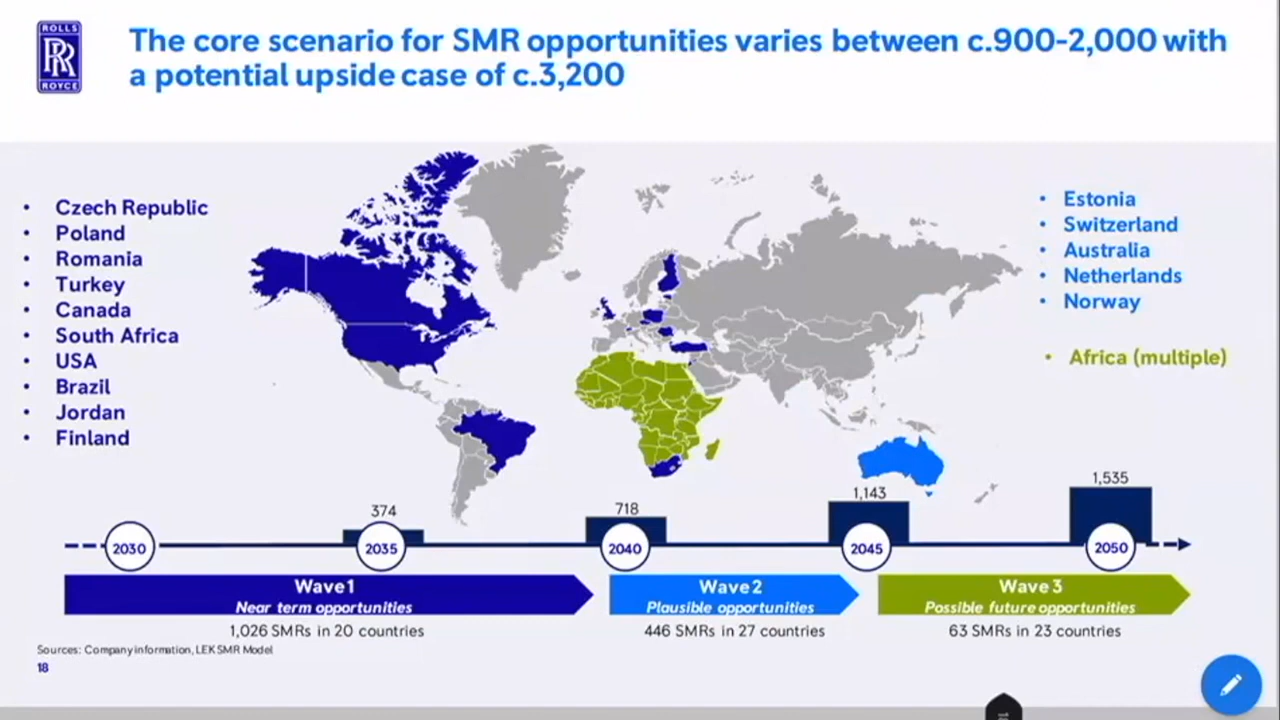 ROLLS
RR
ROYCE
The core scenario for SMR opportunities varies between c.900-2,000 with
a potential upside case of c.3,200
• Czech Republic
• Poland
• Romania
• Turkey
• Canada
• South Africa
• USA
• Brazil
• Jordan
• Finland
• Estonia
• Switzerland
• Australia
• Netherlands
• Norway
• Africa (multiple)
374
718
1,143
1,535
2030
2035
2040
2045
2050
Wave 1
Near term opportunities
Wave 2
Plausible opportunities
Wave 3
Possible future opportunities
1,026 SMRs in 20 countries
446 SMRs in 27 countries
63 SMRs in 23 countries
Sources: Company information, LEK SMR Model
18